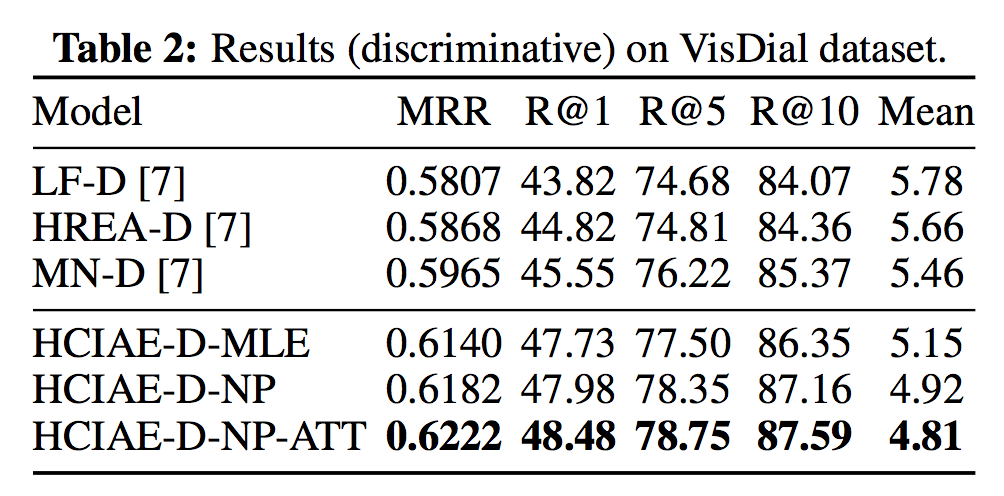 Table 2: Results (discriminative) on VisDial dataset.
Model MRR R@1 R@5 R@10 Mean
LF-D [7] 0.5807 43.82 74.68 84.07 5.78
HREA-D [7] 0.5868 44.82 74.81 84.36 5.66
MN-D [7] 0.5965 45.55 76.22 85.37 5.46
HCIAE-D-MLE 0.6140 47.73 77.50 86.35 5.15
HCIAE-D-NP 0.6182 47.98 78.35 87.16 4.92
HCIAE-D-NP-ATT 0.6222 48.48 78.75 87.59 4.81